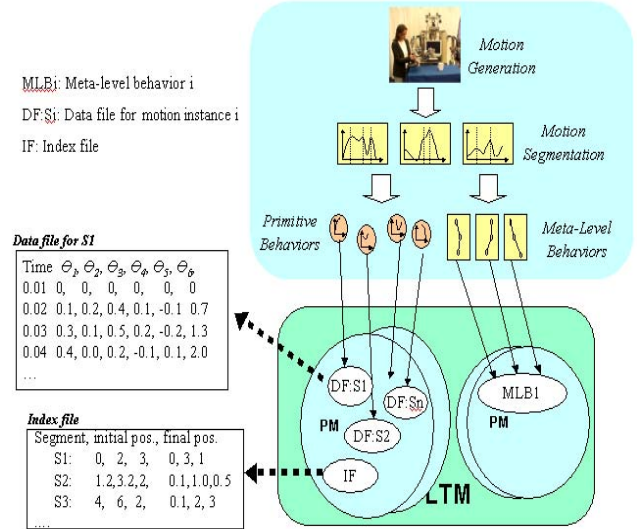 MLBi: Meta-level behavior i
DF:Si: Data file for motion instance i
IF: Index file
Motion
Generation
Motion
Segmentation
Primitive
Behaviors
Meta-Level
Behaviors
Data file for S1
Time θ1, θ2, θ3, θ4, θ5, θ6,
0.01 0, 0, 0, 0, 0, 0
0.02 0.1, 0.2, 0.4, 0.1, -0.1 0.7
0.03 0.3, 0.1, 0.5, 0.2, -0.2, 1.3
0.04 0.4, 0.0, 0.2, -0.1, 0.1, 2.0
...
Index file
Segment, initial pos., final pos.
S1: 0, 2, 3, 0, 3, 1
S2: 1.2,3.2,2, 0.1,1.0,0.5
S3: 4, 6, 2, 0.1, 2, 3
....
DF:S1
DF:Sn
PM
DF:S2
IF
MLB1
PM
LTM